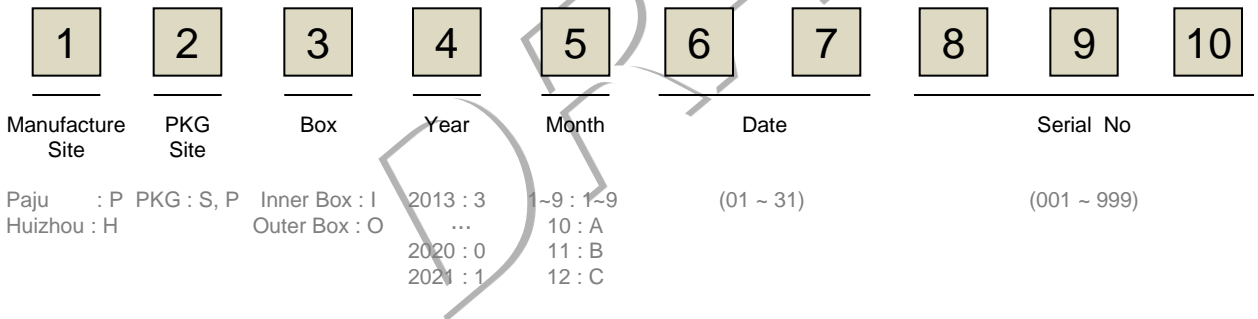 1 2 3 4 5 6 7 8 9 10
Manufacture Site PKG Site Box Year Month Date Serial No
Paju : P PKG : S, P Inner Box : I 2013 : 3 1~9 : 1~9 (01 ~ 31) (001 ~ 999)
Huizhou : H Outer Box : O ... 10 : A
2020 : 0 11 : B
2021 : 1 12 : C